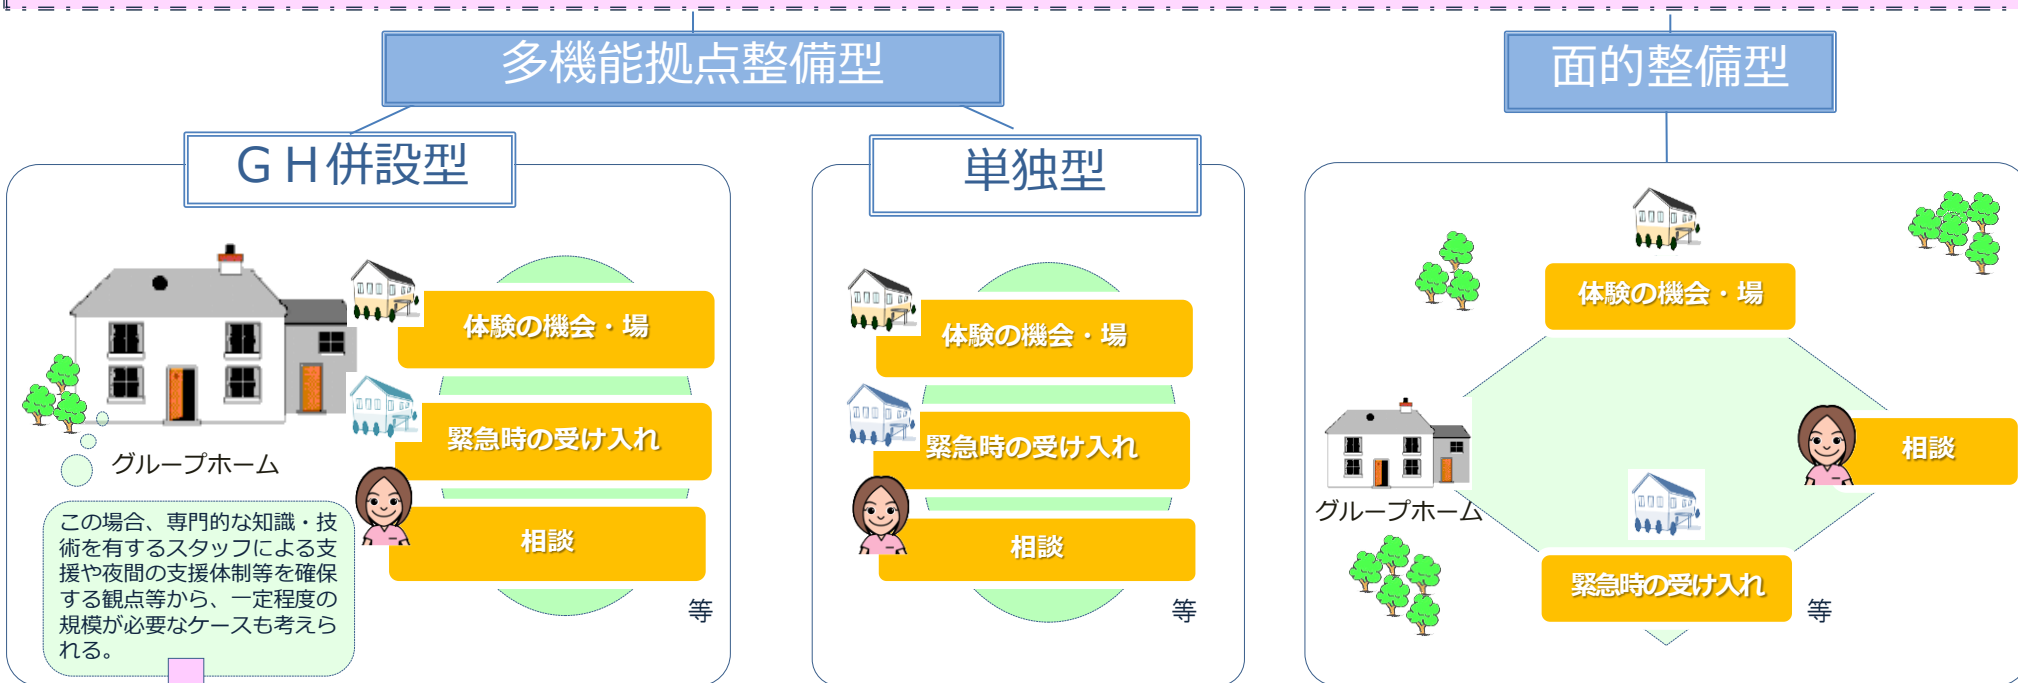 多機能拠点整備型
面的整備型
ＧＨ併設型
単独型
体験の機会・場
緊急時の受け入れ
相談
等
グループホーム
この場合、専門的な知識・技
術を有するスタッフによる支
援や夜間の支援体制等を確保
する観点等から、一定程度の
規模が必要なケースも考えら
れる。
体験の機会・場
緊急時の受け入れ
相談
等
体験の機会・場
相談
グループホーム
緊急時の受け入れ
等